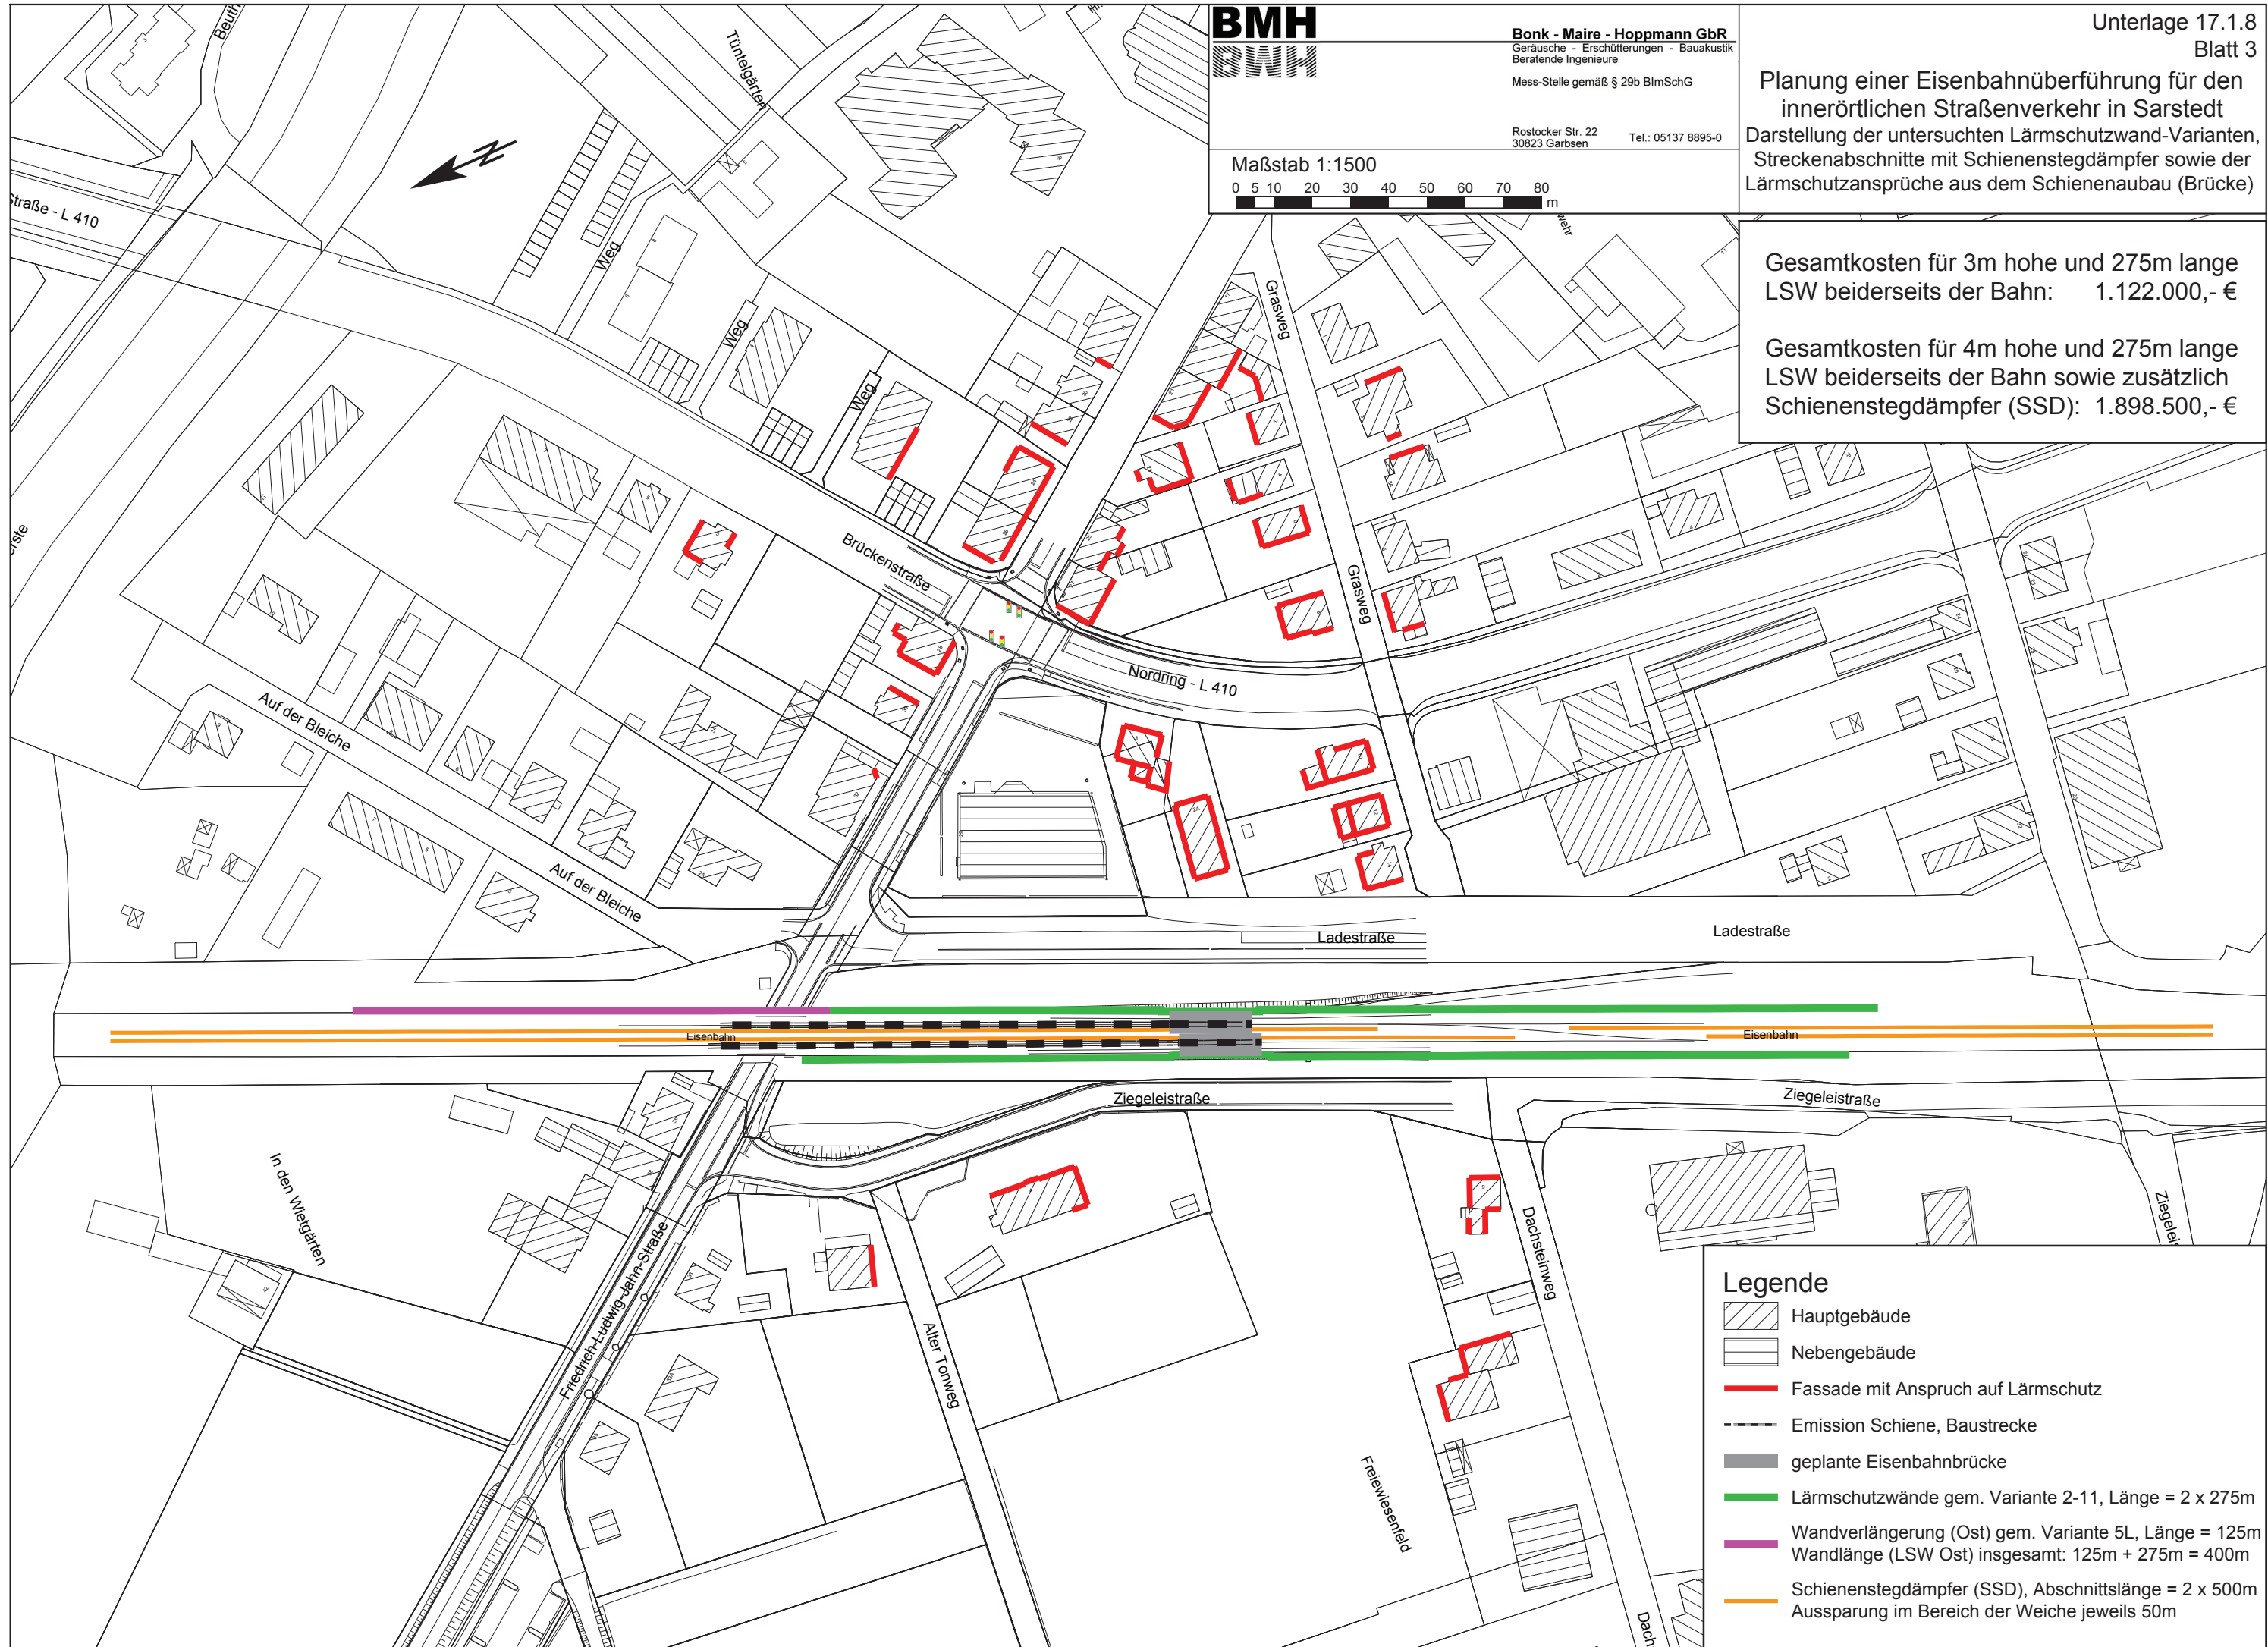 BMH
Bonk - Maire - Hoppmann GbR
Geräusche - Erschütterungen - Bauakustik
Beratende Ingenieure
Mess-Stelle gemäß § 29b BImSchG
Rostocker Str. 22
30823 Garbsen
Tel.: 05137 8895-0
Maßstab 1:1500
0 5 10 20 30 40 50 60 70 80
m
Unterlage 17.1.8
Blatt 3
Planung einer Eisenbahnüberführung für den
innerörtlichen Straßenverkehr in Sarstedt
Darstellung der untersuchten Lärmschutzwand-Varianten,
Streckenabschnitte mit Schienenstegdämpfer sowie der
Lärmschutzansprüche aus dem Schienenaubau (Brücke)
Gesamtkosten für 3m hohe und 275m lange
LSW beiderseits der Bahn: 1.122.000,- €
Gesamtkosten für 4m hohe und 275m lange
LSW beiderseits der Bahn sowie zusätzlich
Schienenstegdämpfer (SSD): 1.898.500,- €
Beuth
Tüntelgärten
N
straße - L 410
Weg
Weg
Weg
wehr
Grasweg
Grasweg
erste
Brückenstraße
Nordring - L 410
Auf der Bleiche
Auf der Bleiche
Ladestraße
Ladestraße
Eisenbahn
Eisenbahn
Ziegeleistraße
Ziegeleistraße
In den Wietgärten
Friedrich-Ludwig-Jahn-Straße
Alter Tonweg
Dachsteinweg
Freiewiesenfeld
Ziegeleis
Dach
Legende
Hauptgebäude
Nebengebäude
Fassade mit Anspruch auf Lärmschutz
Emission Schiene, Baustrecke
geplante Eisenbahnbrücke
Lärmschutzwände gem. Variante 2-11, Länge = 2 x 275m
Wandverlängerung (Ost) gem. Variante 5L, Länge = 125m
Wandlänge (LSW Ost) insgesamt: 125m + 275m = 400m
Schienenstegdämpfer (SSD), Abschnittslänge = 2 x 500m
Aussparung im Bereich der Weiche jeweils 50m